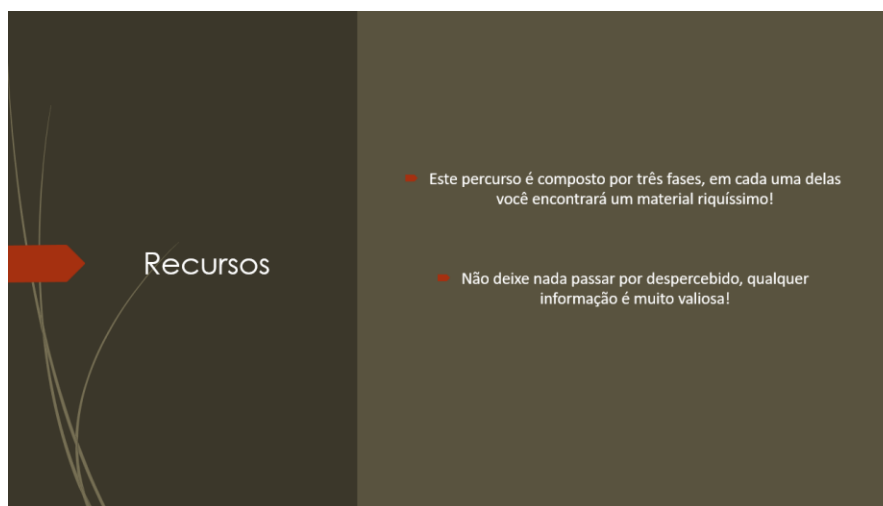 Recursos
Este percurso é composto por três fases, em cada uma delas
você encontrará um material riquíssimo!
Não deixe nada passar por despercebido, qualquer
informação é muito valiosa!